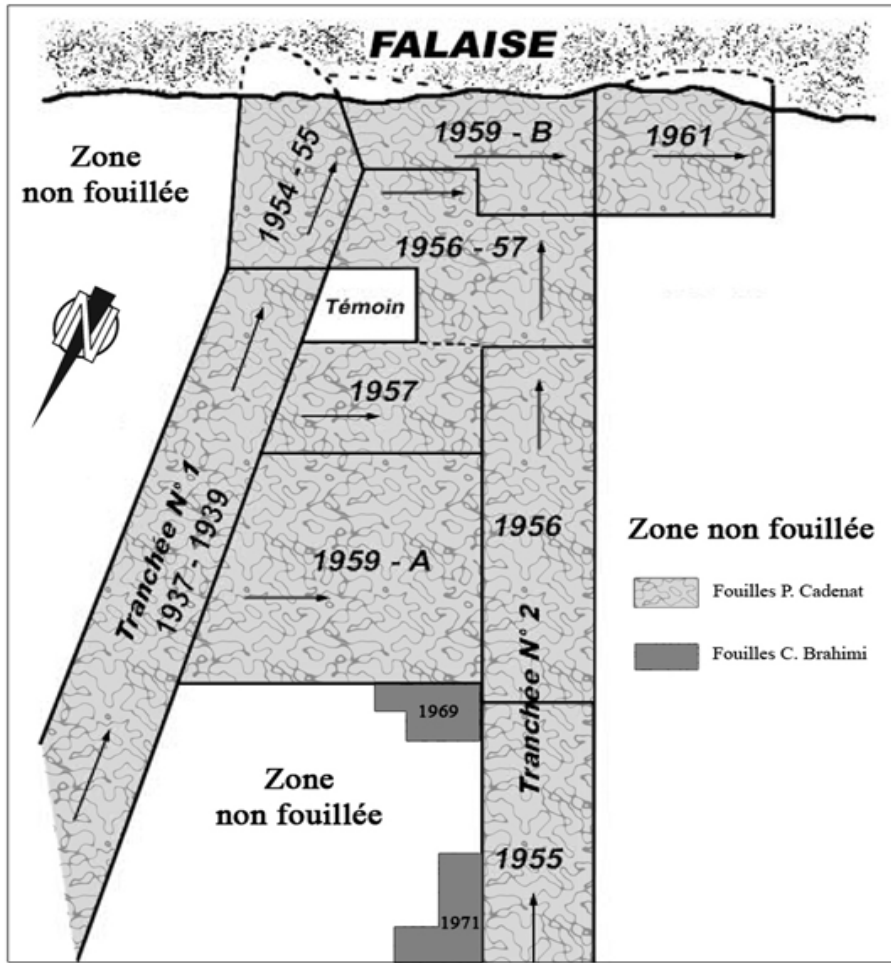 FALAISE
Zone
non fouillée
1954 - 55
1959 - B
1961
1956 - 57
Témoin
N
1957
Tranchée N° 1
1937 - 1939
1959 - A
1956
Tranchée N° 2
Zone non fouillée
Fouilles P. Cadenat
Fouilles C. Brahimi
1969
Zone
non fouillée
1955
1971